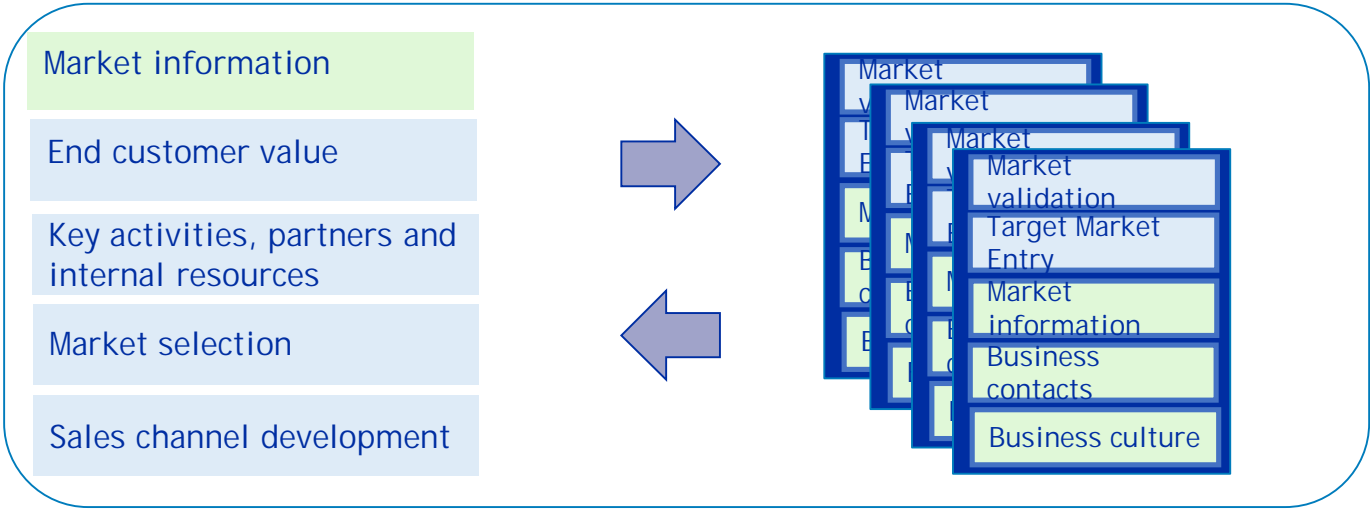 Market information
End customer value
Key activities, partners and
internal resources
Market selection
Sales channel development
Market
Market
Market
Market
validation
Target Market
Entry
Market
information
Business
contacts
Business culture